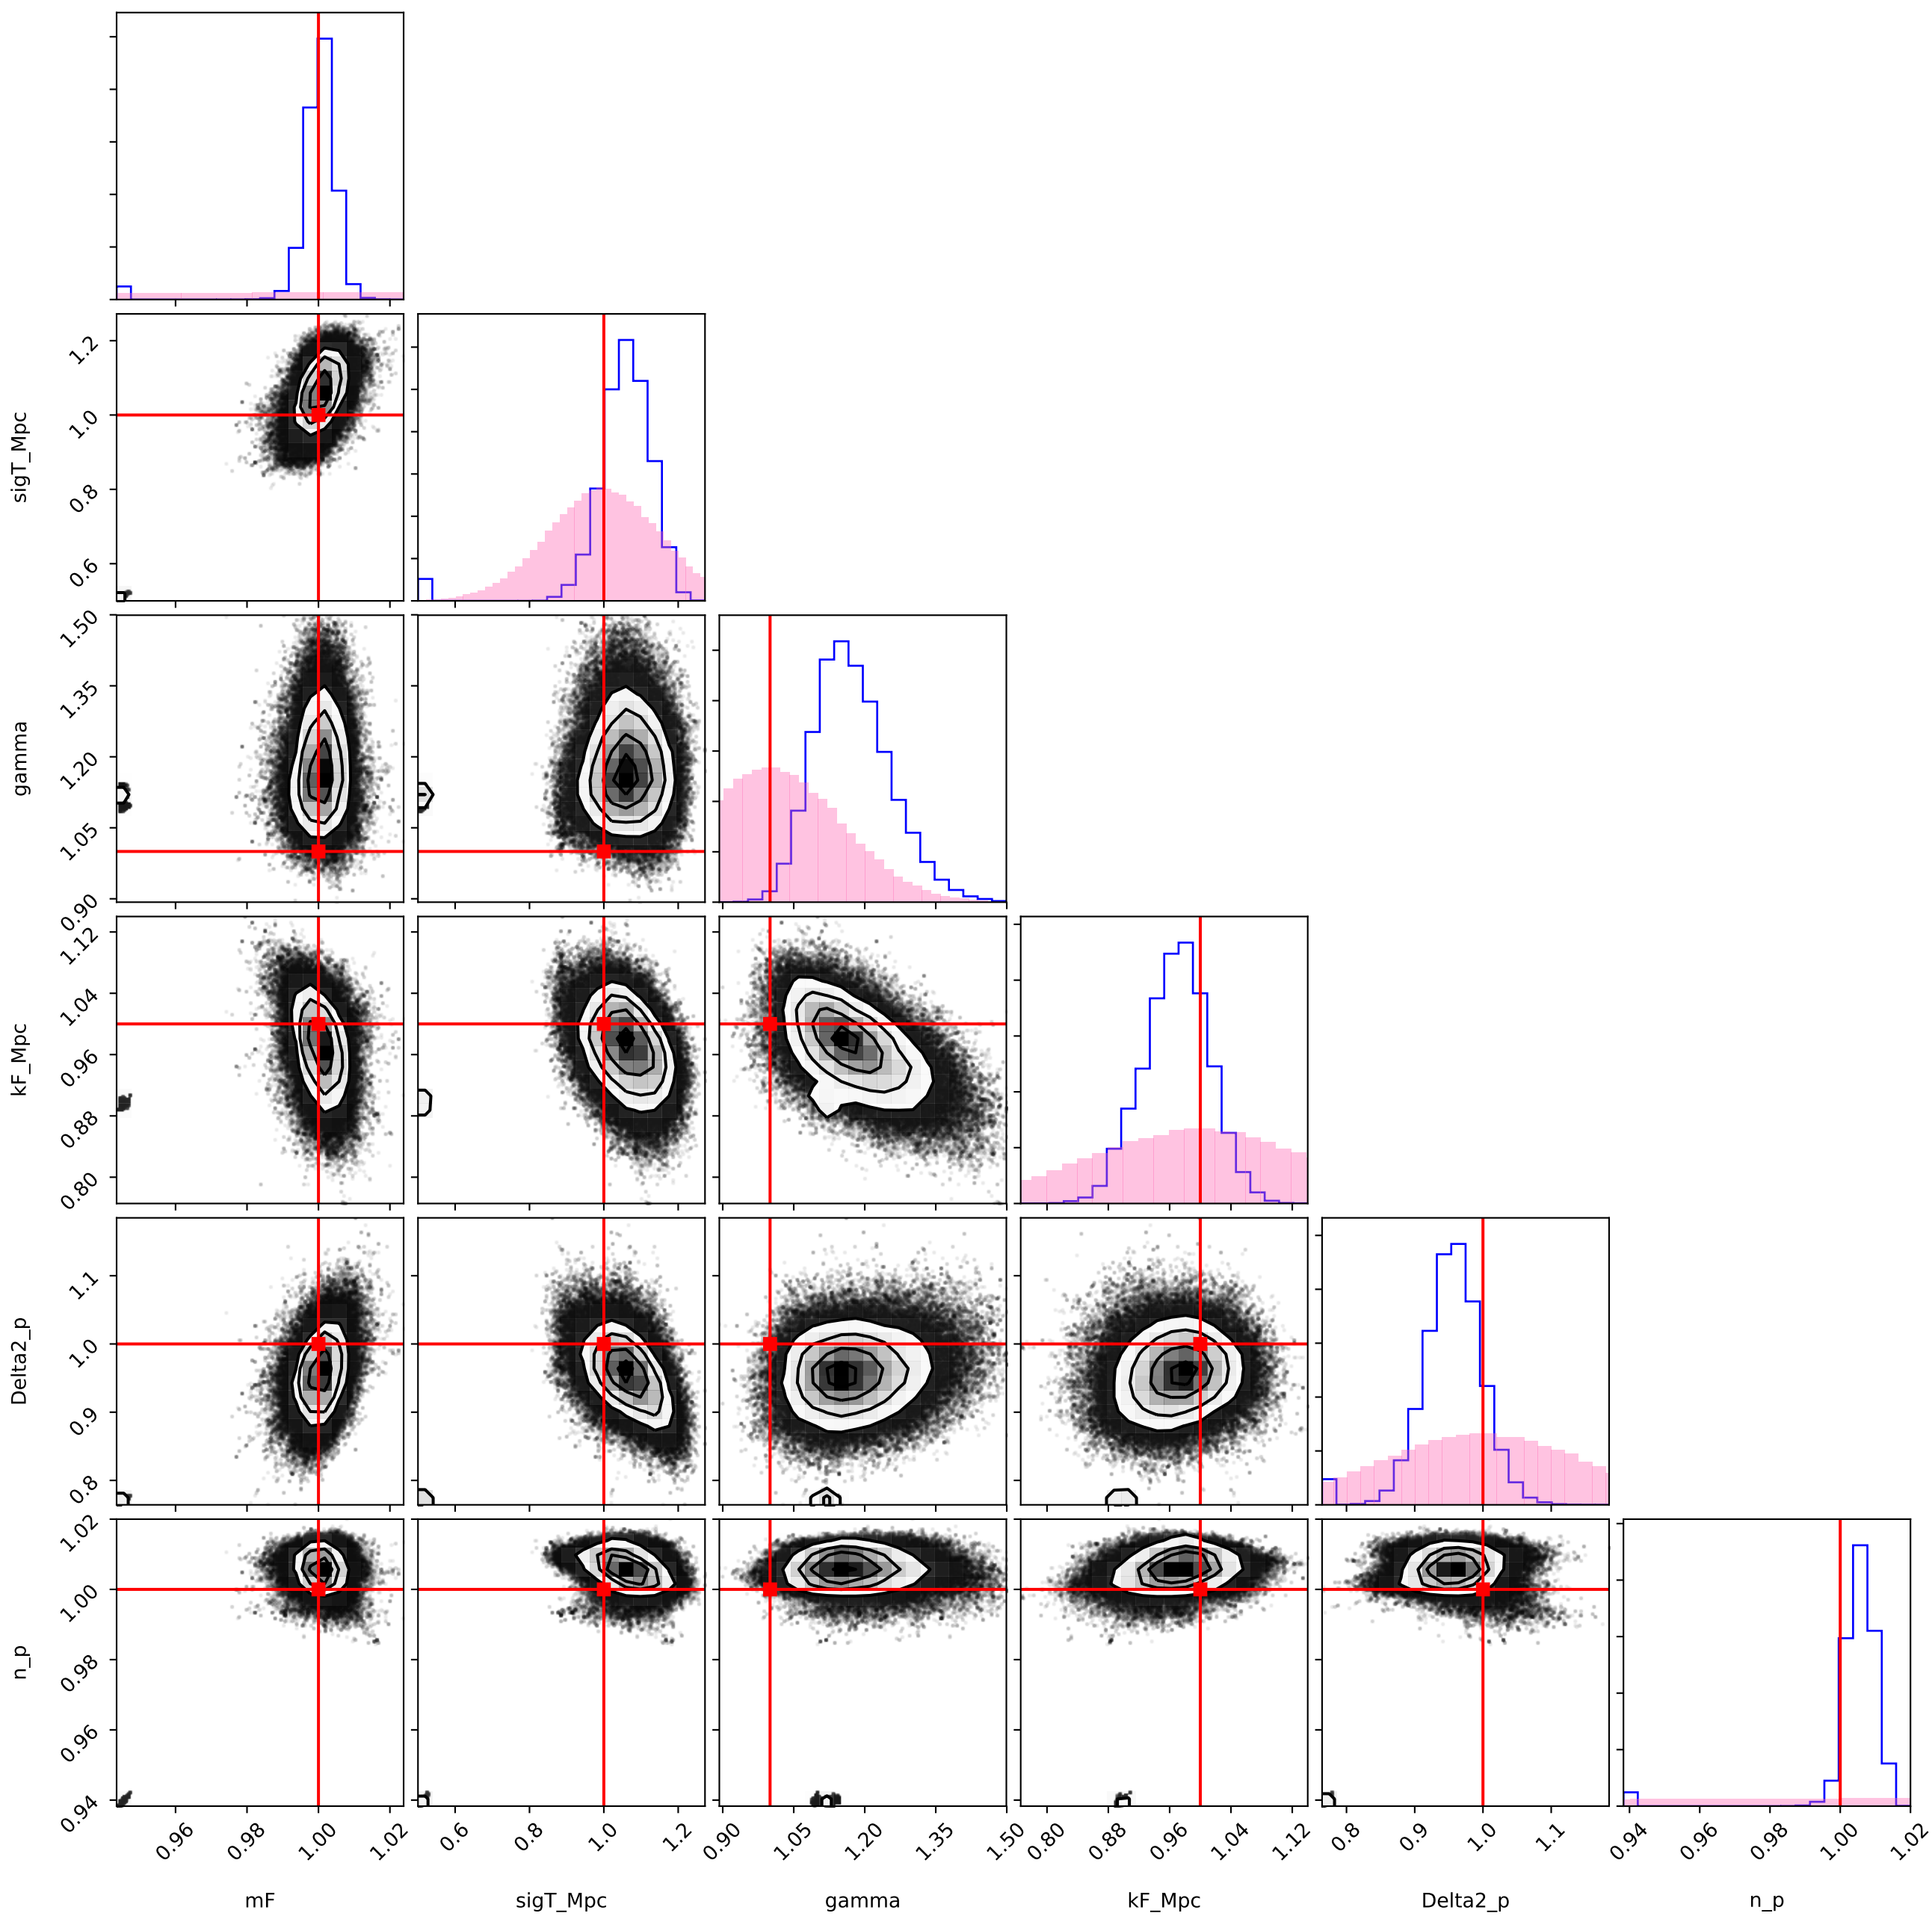 1.2
1.0
0.8
0.6
sigT_Mpc
1.50
1.35
1.20
1.05
0.90
gamma
1.12
1.04
0.96
0.88
0.80
kF_Mpc
1.1
1.0
0.9
0.8
Delta2_p
1.02
1.00
0.98
0.96
0.94
n_p
0.96 0.98 1.00 1.02
0.6 0.8 1.0 1.2
0.90 1.05 1.20 1.35 1.50
0.80 0.88 0.96 1.04 1.12
0.8 0.9 1.0 1.1
0.94 0.96 0.98 1.00 1.02
mF sigT_Mpc gamma kF_Mpc Delta2_p n_p